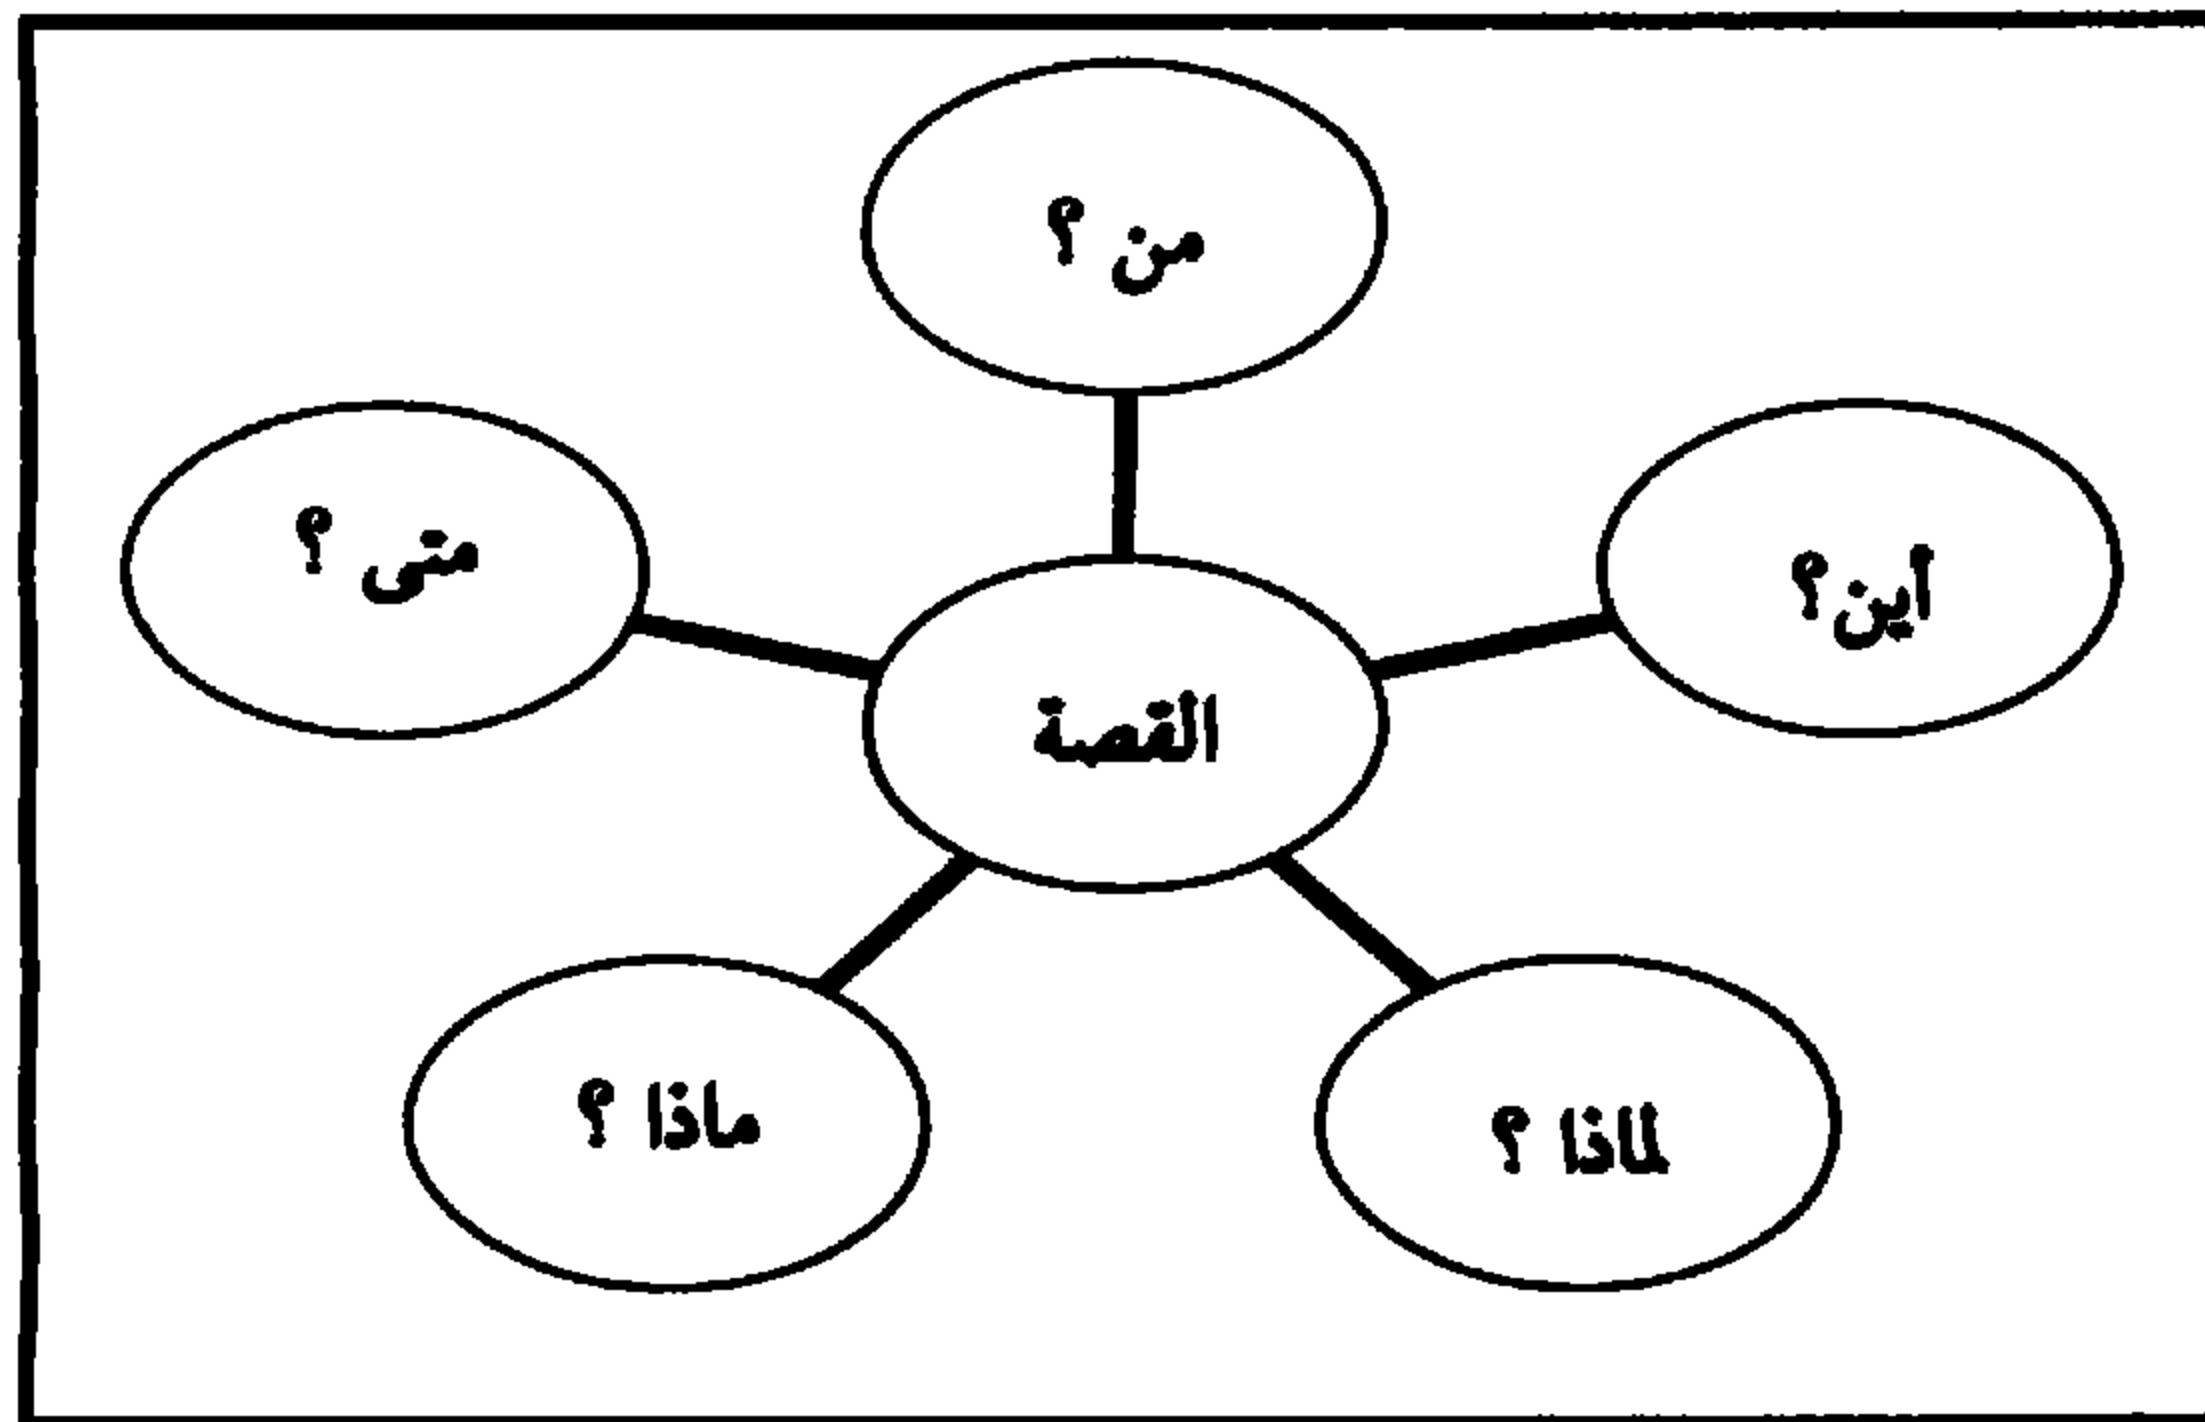 من ؟
أين ؟
متى ؟
القصة
لماذا ؟
ماذا ؟